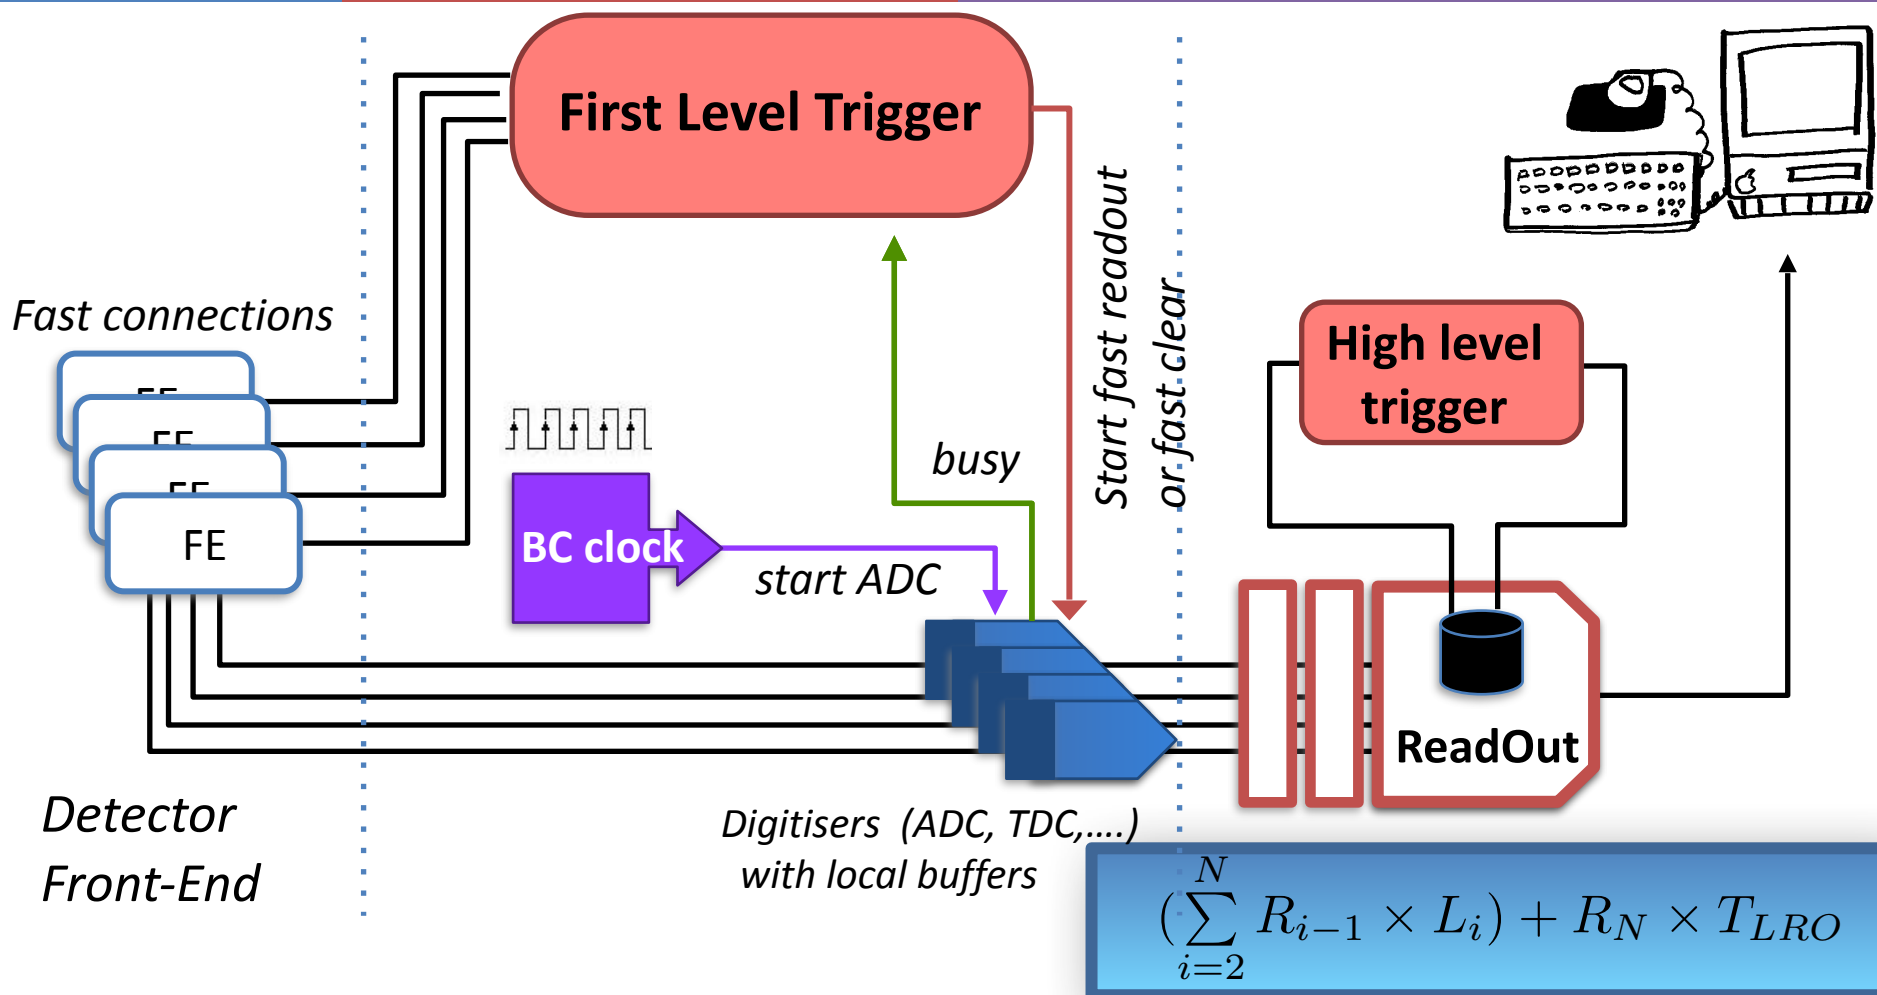 First Level Trigger
Fast connections
FE
FE
FE
FE
BC clock
start ADC
busy
Start fast readout
or fast clear
High level
trigger
ReadOut
Detector
Front-End
Digitisers (ADC, TDC,....)
with local buffers
(\sum_{i=2}^{N} R_{i-1} × L_i) + R_N × T_{LRO}